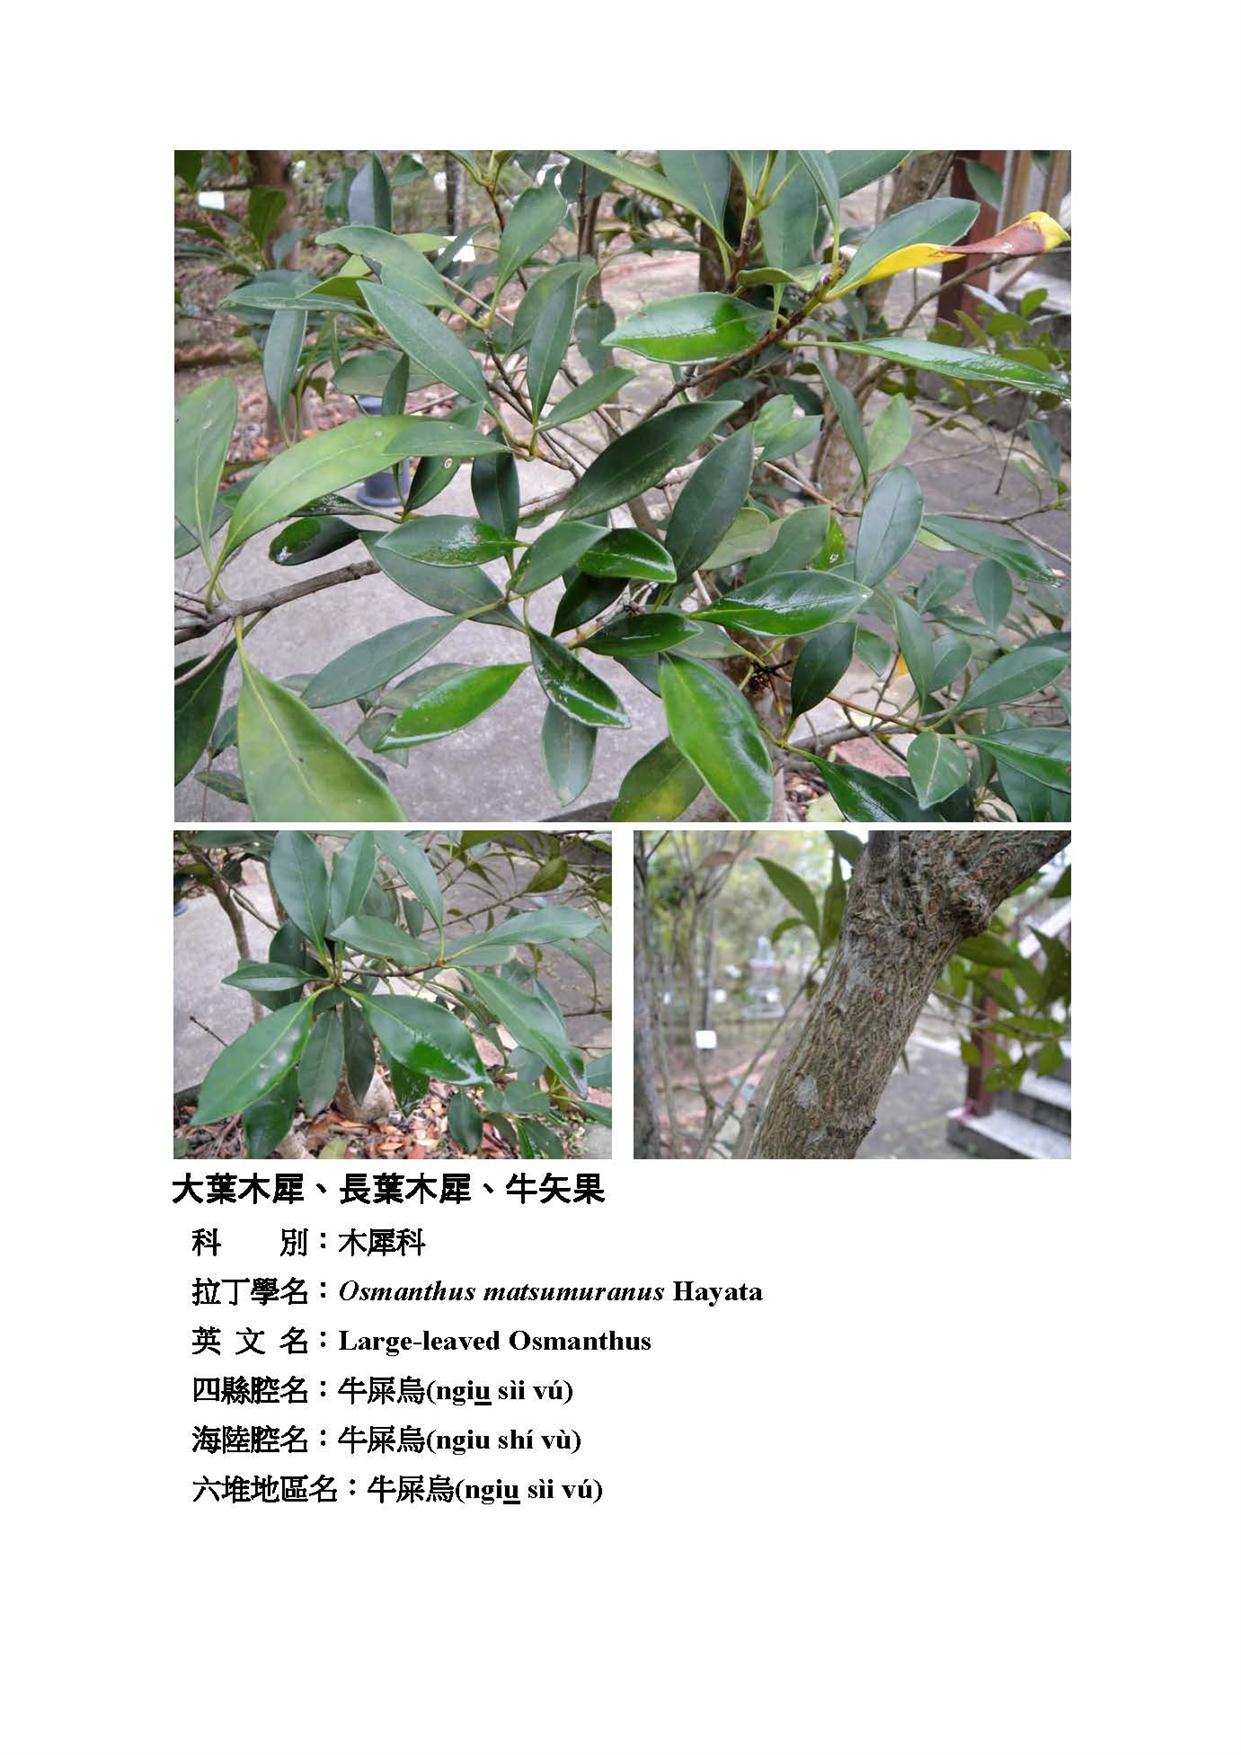 大葉木犀、長葉木犀、牛矢果
科　　別：木犀科
拉丁學名：Osmanthus matsumuranus Hayata
英 文 名：Large-leaved Osmanthus
四縣腔名：牛屎烏(ngiu sìi vú)
海陸腔名：牛屎烏(ngiu shí vù)
六堆地區名：牛屎烏(ngiu sìi vú)